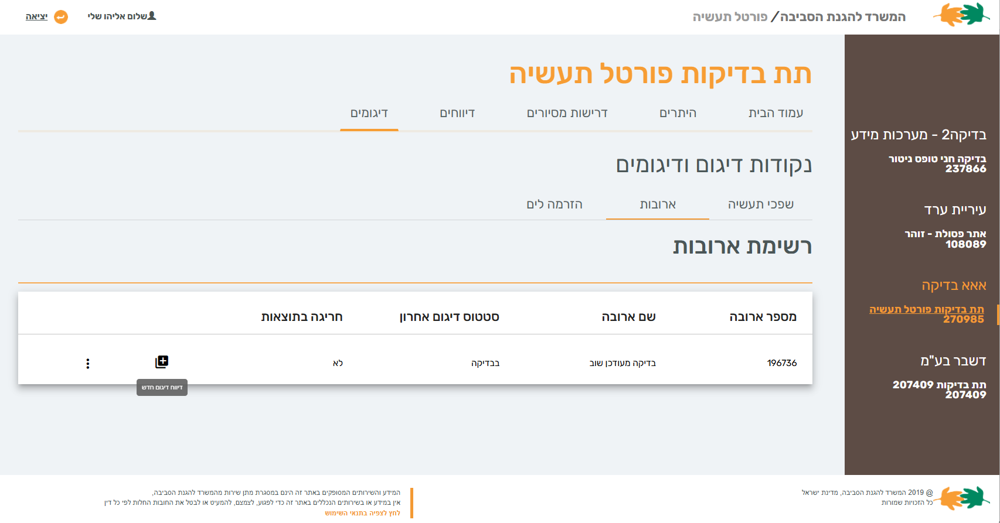 המשרד להגנת הסביבה/ פורטל תעשיה
שלום אליהו שלי
יציאה
בדיקה2 - מערכות מידע
בדיקה חני טופס ניטור
237866
עיריית ערד
אתר פסולת - זוהר
108089
אאא בדיקה
תת בדיקות פורטל תעשיה
270985
דשבר בע"מ
תת בדיקות 207409
207409
תת בדיקות פורטל תעשיה
עמוד הבית היתרים דרישות מסיורים דיווחים דיגומים
נקודות דיגום ודיגומים
שפכי תעשיה ארובות הזרמה לים
רשימת ארובות
מספר ארובה שם ארובה סטטוס דיגום אחרון חריגה בתוצאות
196736 בדיקה מעודכן שוב בבדיקה לא
דיווח דיגום חדש
@ 2019 המשרד להגנת הסביבה, מדינת ישראל
כל הזכויות שמורות
המידע והשירותים המסופקים באתר זה הינם במסגרת מתן שירות מהמשרד להגנת הסביבה,
אין במידע או בשירותים הנכללים באתר זה כדי לפגוע, לצמצם, להמעיט או לבטל את החובות החלות לפי כל דין
לחץ לצפיה בתנאי השימוש